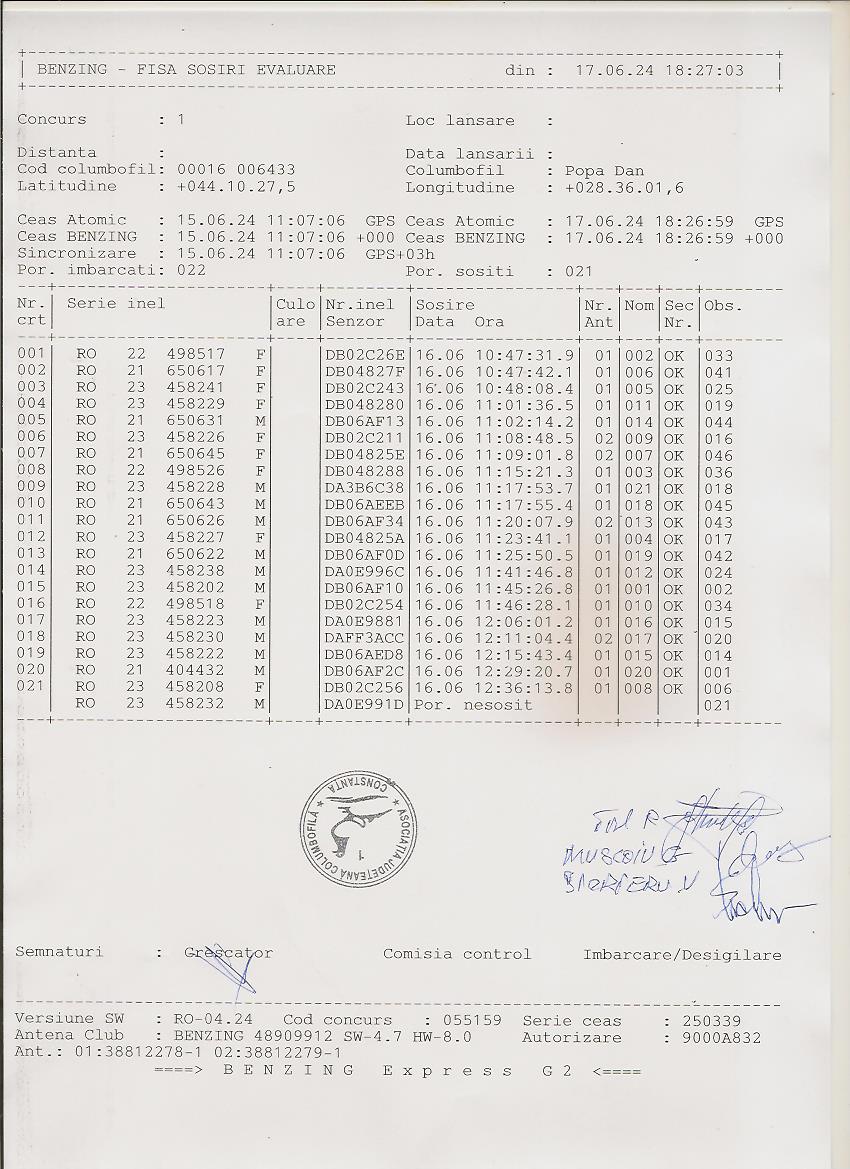 BENZING - FISA SOSIRI EVALUARE din : 17.06.24 18:27:03
Concurs : 1 Loc lansare :
Distanta : Data lansarii :
Cod columbofil: 00016 006433 Columbofil : Popa Dan
Latitudine : +044.10.27,5 Longitudine : +028.36.01,6
Ceas Atomic : 15.06.24 11:07:06 GPS Ceas Atomic : 17.06.24 18:26:59 GPS
Ceas BENZING : 15.06.24 11:07:06 +000 Ceas BENZING : 17.06.24 18:26:59 +000
Sincronizare : 15.06.24 11:07:06 GPS+03h
Por. imbarcati: 022 Por. sositi : 021
Nr. Serie inel Culo Nr.inel Sosire Nr. Nom Sec Obs.
crt are Senzor Data Ora Ant Nr.
001 RO 22 498517 F DB02C26E 16.06 10:47:31.9 01 002 OK 033
002 RO 21 650617 F DB04827F 16.06 10:47:42.1 01 006 OK 041
003 RO 23 458241 F DB02C243 16.06 10:48:08.4 01 005 OK 025
004 RO 23 458229 F DB048280 16.06 11:01:36.5 01 011 OK 019
005 RO 21 650631 M DB06AF13 16.06 11:02:14.2 01 014 OK 044
006 RO 23 458226 F DB02C211 16.06 11:08:48.5 02 009 OK 016
007 RO 21 650645 F DB04825E 16.06 11:09:01.8 02 007 OK 046
008 RO 22 498526 F DB048288 16.06 11:15:21.3 01 003 OK 036
009 RO 23 458228 M DA3B6C38 16.06 11:17:53.7 01 021 OK 018
010 RO 21 650643 M DB06AEEB 16.06 11:17:55.4 01 018 OK 045
011 RO 21 650626 M DB06AF34 16.06 11:20:07.9 02 013 OK 043
012 RO 23 458227 F DB04825A 16.06 11:23:41.1 01 004 OK 017
013 RO 21 650622 M DB06AF0D 16.06 11:25:50.5 01 019 OK 042
014 RO 23 458238 M DA0E996C 16.06 11:41:46.8 01 012 OK 024
015 RO 23 458202 M DB06AF10 16.06 11:45:26.8 01 001 OK 002
016 RO 22 498518 F DB02C254 16.06 11:46:28.1 01 010 OK 034
017 RO 23 458223 M DA0E9881 16.06 12:06:01.2 01 016 OK 015
018 RO 23 458230 M DAFF3ACC 16.06 12:11:04.4 02 017 OK 020
019 RO 23 458222 M DB06AED8 16.06 12:15:43.4 01 015 OK 014
020 RO 21 404432 M DB06AF2C 16.06 12:29:20.7 01 020 OK 001
021 RO 23 458208 F DB02C256 16.06 12:36:13.8 01 008 OK 006
RO 23 458232 M DA0E991D Por. nesosit 021
ASOCIATIA JUDETEANA COLUMBOFILA * CONSTANTA *
1
Semnaturi : Grescator Comisia control Imbarcare/Desigilare
Versiune SW : RO-04.24 Cod concurs : 055159 Serie ceas : 250339
Antena Club : BENZING 48909912 SW-4.7 HW-8.0 Autorizare : 9000A832
Ant.: 01:38812278-1 02:38812279-1
====> B E N Z I N G E x p r e s s G 2 <====